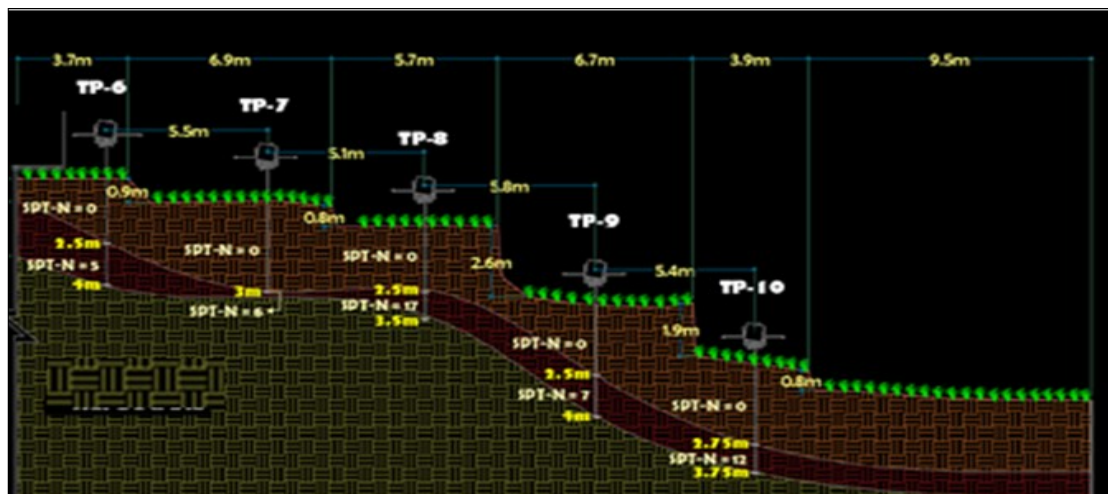 3.7m 6.9m 5.7m 6.7m 3.9m 9.5m
TP-6
TP-7
5.5m
TP-8
5.1m
5.8m
0.9m
SPT-N = 0
0.8m
TP-9
2.5m
SPT-N = 0
SPT-N = 0
SPT-N = 5
2.6m
5.4m
4m
3m
2.5m
TP-10
SPT-N = 6
SPT-N = 17
3.5m
1.9m
SPT-N = 0
2.5m
0.8m
SPT-N = 7
SPT-N = 0
4m
2.75m
SPT-N = 12
3.75m